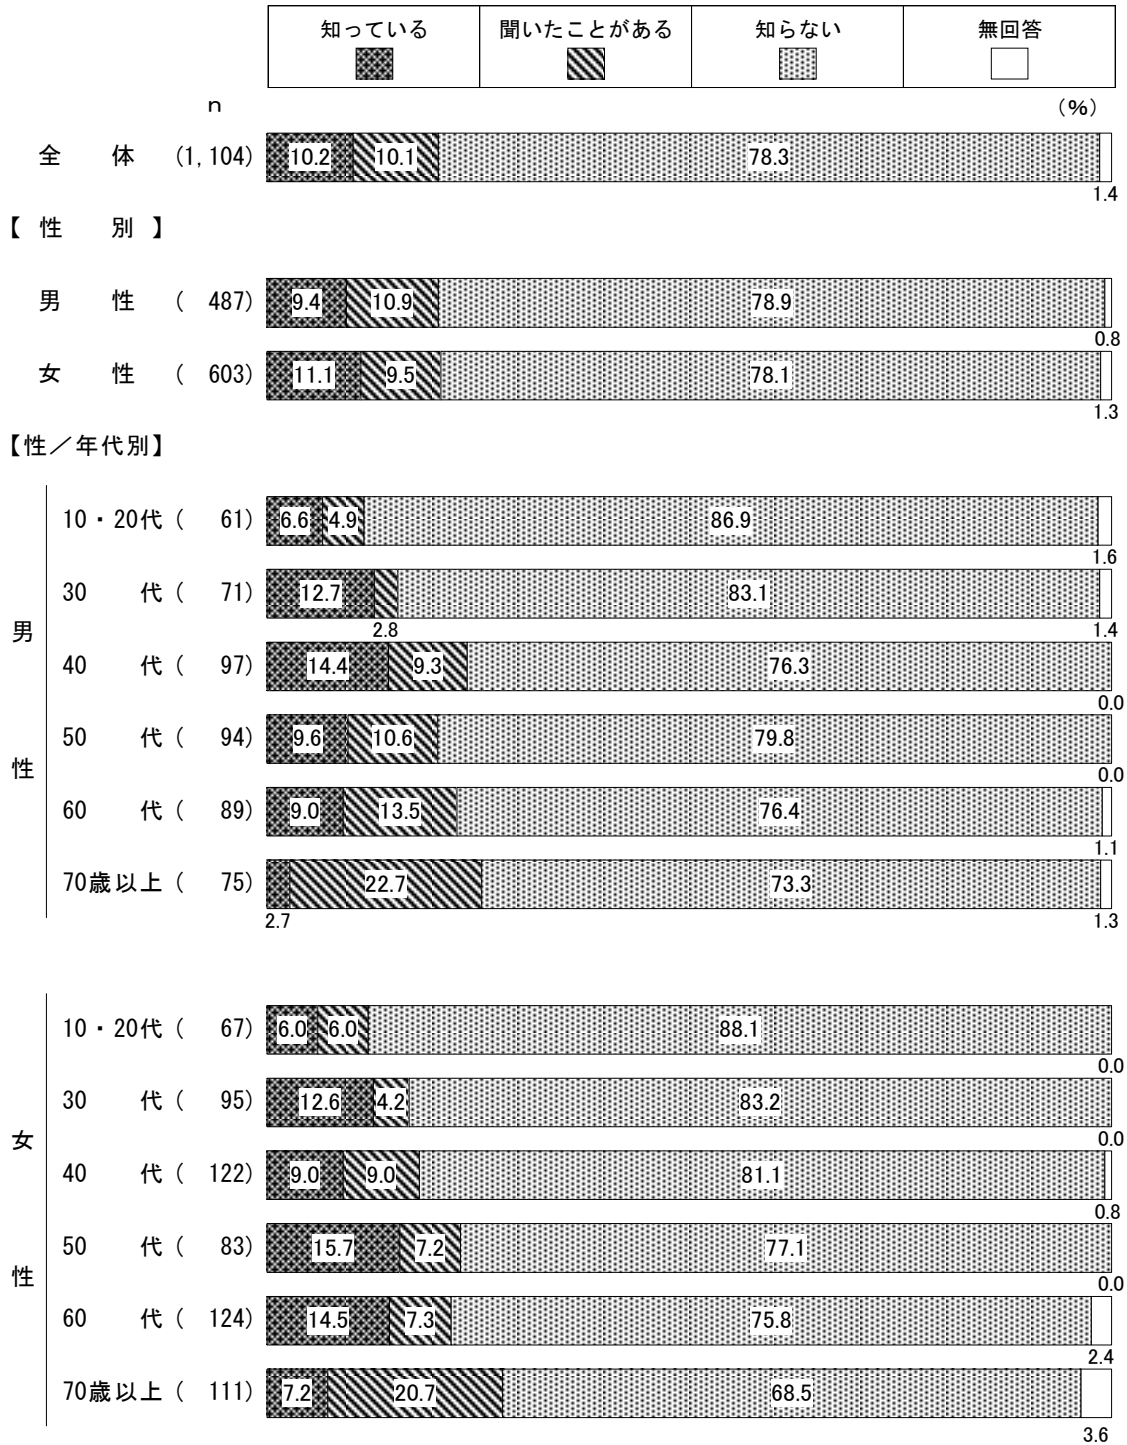 知っている 聞いたことがある 知らない 無回答
n (%)
全 体 (1,104) 10.2 10.1 78.3
1.4
【 性 別 】
男 性 ( 487) 9.4 10.9 78.9
0.8
女 性 ( 603) 11.1 9.5 78.1
1.3
【性／年代別】
男性
10・20代 ( 61) 6.6 4.9 86.9
1.6
30 代 ( 71) 12.7 83.1
2.8 1.4
40 代 ( 97) 14.4 9.3 76.3
0.0
50 代 ( 94) 9.6 10.6 79.8
0.0
60 代 ( 89) 9.0 13.5 76.4
1.1
70歳以上 ( 75) 22.7 73.3
2.7 1.3
女性
10・20代 ( 67) 6.0 6.0 88.1
0.0
30 代 ( 95) 12.6 4.2 83.2
0.0
40 代 ( 122) 9.0 9.0 81.1
0.8
50 代 ( 83) 15.7 7.2 77.1
0.0
60 代 ( 124) 14.5 7.3 75.8
2.4
70歳以上 ( 111) 7.2 20.7 68.5
3.6